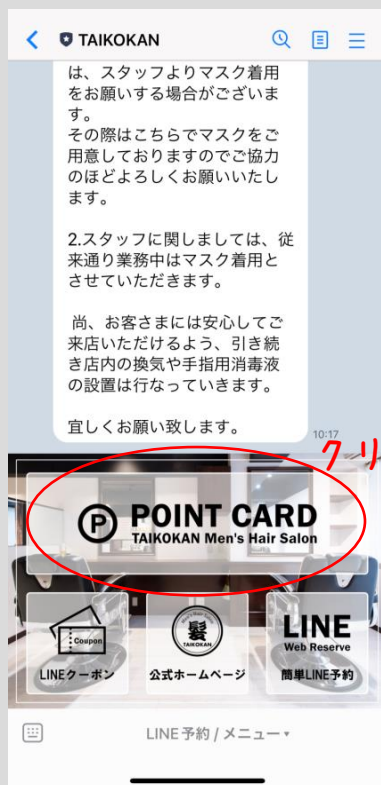 TAIKOKAN
は、スタッフよりマスク着用
をお願いする場合がございま
す。
その際はこちらでマスクをご
用意しておりますのでご協力
のほどよろしくお願いいたし
ます。
2.スタッフに関しましては、従
来通り業務中はマスク着用と
させていただきます。
尚、お客さまには安心してご
来店いただけるよう、引き続
き店内の換気や手指用消毒液
の設置は行なっていきます。
宜しくお願い致します。
10:17
クリ
P POINT CARD
TAIKOKAN Men's Hair Salon
Coupon
LINEクーポン
髪
TAIKOKAN
公式ホームページ
LINE
Web Reserve
簡単LINE予約
LINE予約 / メニュー▾